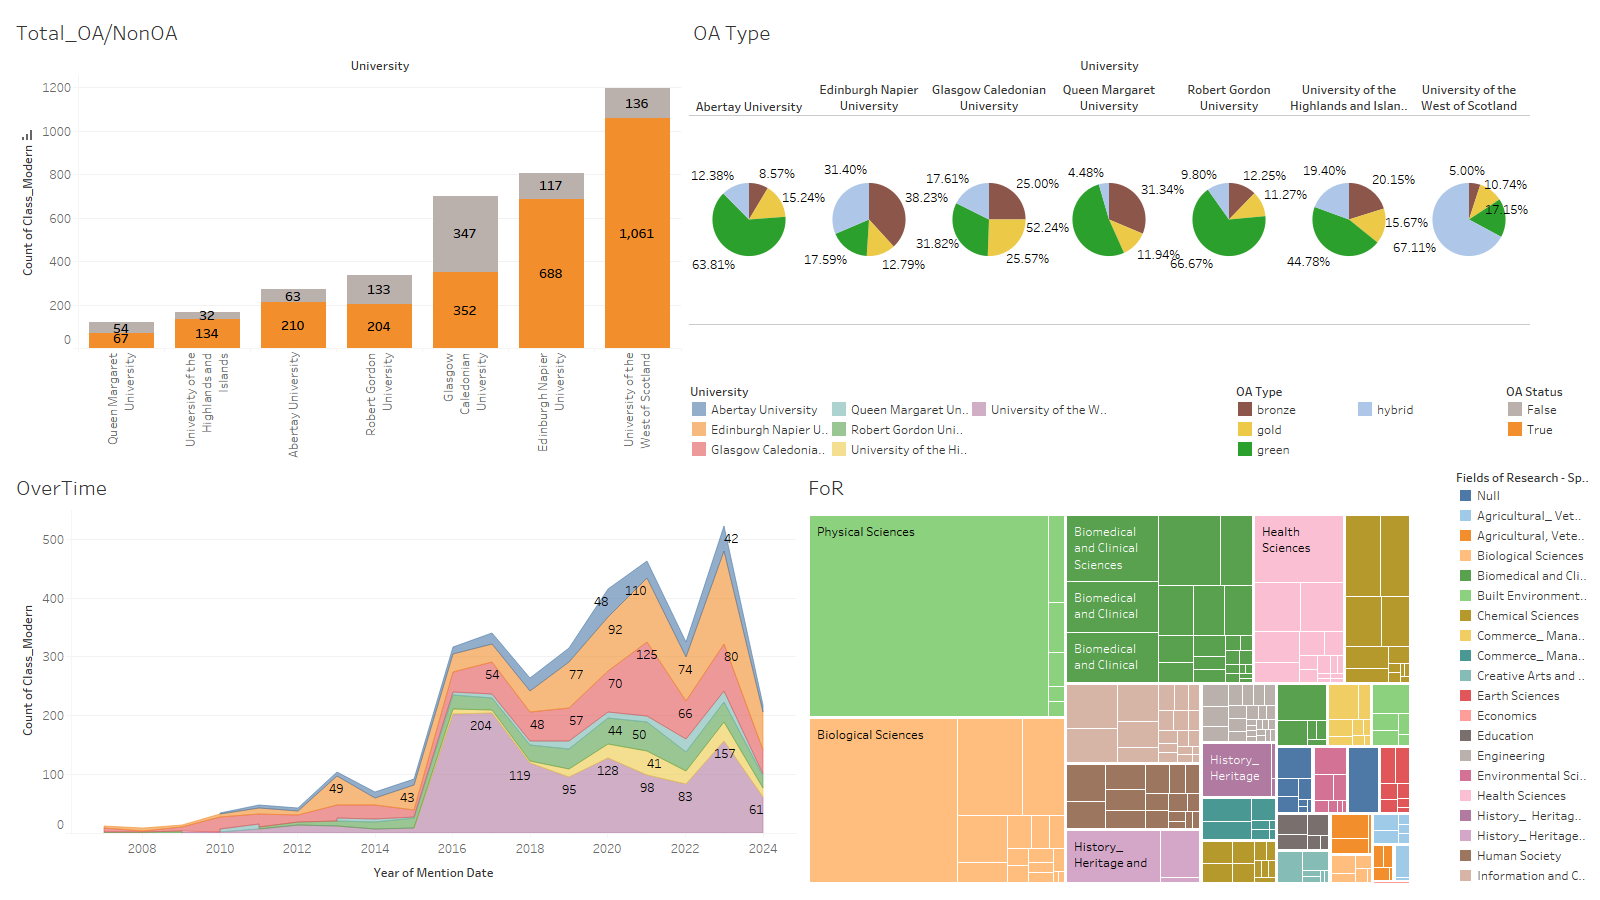 Total_OA/NonOA
University
Count of Class_Modern
1200
1000
800
600
400
200
0
136
1,061
117
688
347
352
133
204
63
210
32
134
54
67
Queen Margaret
University
University of the
Highlands and
Islands
Abertay University
Robert Gordon
University
Glasgow
Caledonian
University
Edinburgh Napier
University
University of the
West of Scotland
OA Type
University
Abertay University
Edinburgh Napier
University
Glasgow Caledonian
University
Queen Margaret
University
Robert Gordon
University
University of the
Highlands and Islan..
University of the
West of Scotland
12.38%
8.57%
15.24%
63.81%
31.40%
38.23%
17.59%
12.79%
17.61%
25.00%
31.82%
25.57%
4.48%
31.34%
52.24%
11.94%
9.80%
12.25%
11.27%
66.67%
19.40%
20.15%
15.67%
44.78%
5.00%
10.74%
17.15%
67.11%
University
Abertay University
Edinburgh Napier U..
Glasgow Caledonia..
Queen Margaret Un..
Robert Gordon Uni..
University of the Hi..
University of the W..
OA Type
bronze
gold
green
hybrid
OA Status
False
True
OverTime
Count of Class_Modern
500
400
300
200
100
0
42
48
110
92
80
125
74
77
54
70
66
48
57
44
50
204
41
157
119
128
95
98
83
61
49
43
2008
2010
2012
2014
2016
2018
2020
2022
2024
Year of Mention Date
FoR
Physical Sciences
Biological Sciences
Biomedical
and Clinical
Sciences
Biomedical
and Clinical
Biomedical
and Clinical
Health
Sciences
History_
Heritage
History_
Heritage and
Fields of Research - Sp..
Null
Agricultural_ Vet..
Agricultural, Vete..
Biological Sciences
Biomedical and Cli..
Built Environment..
Chemical Sciences
Commerce_ Mana..
Commerce_ Mana..
Creative Arts and ..
Earth Sciences
Economics
Education
Engineering
Environmental Sci..
Health Sciences
History_ Heritag..
History_ Heritage..
Human Society
Information and C..